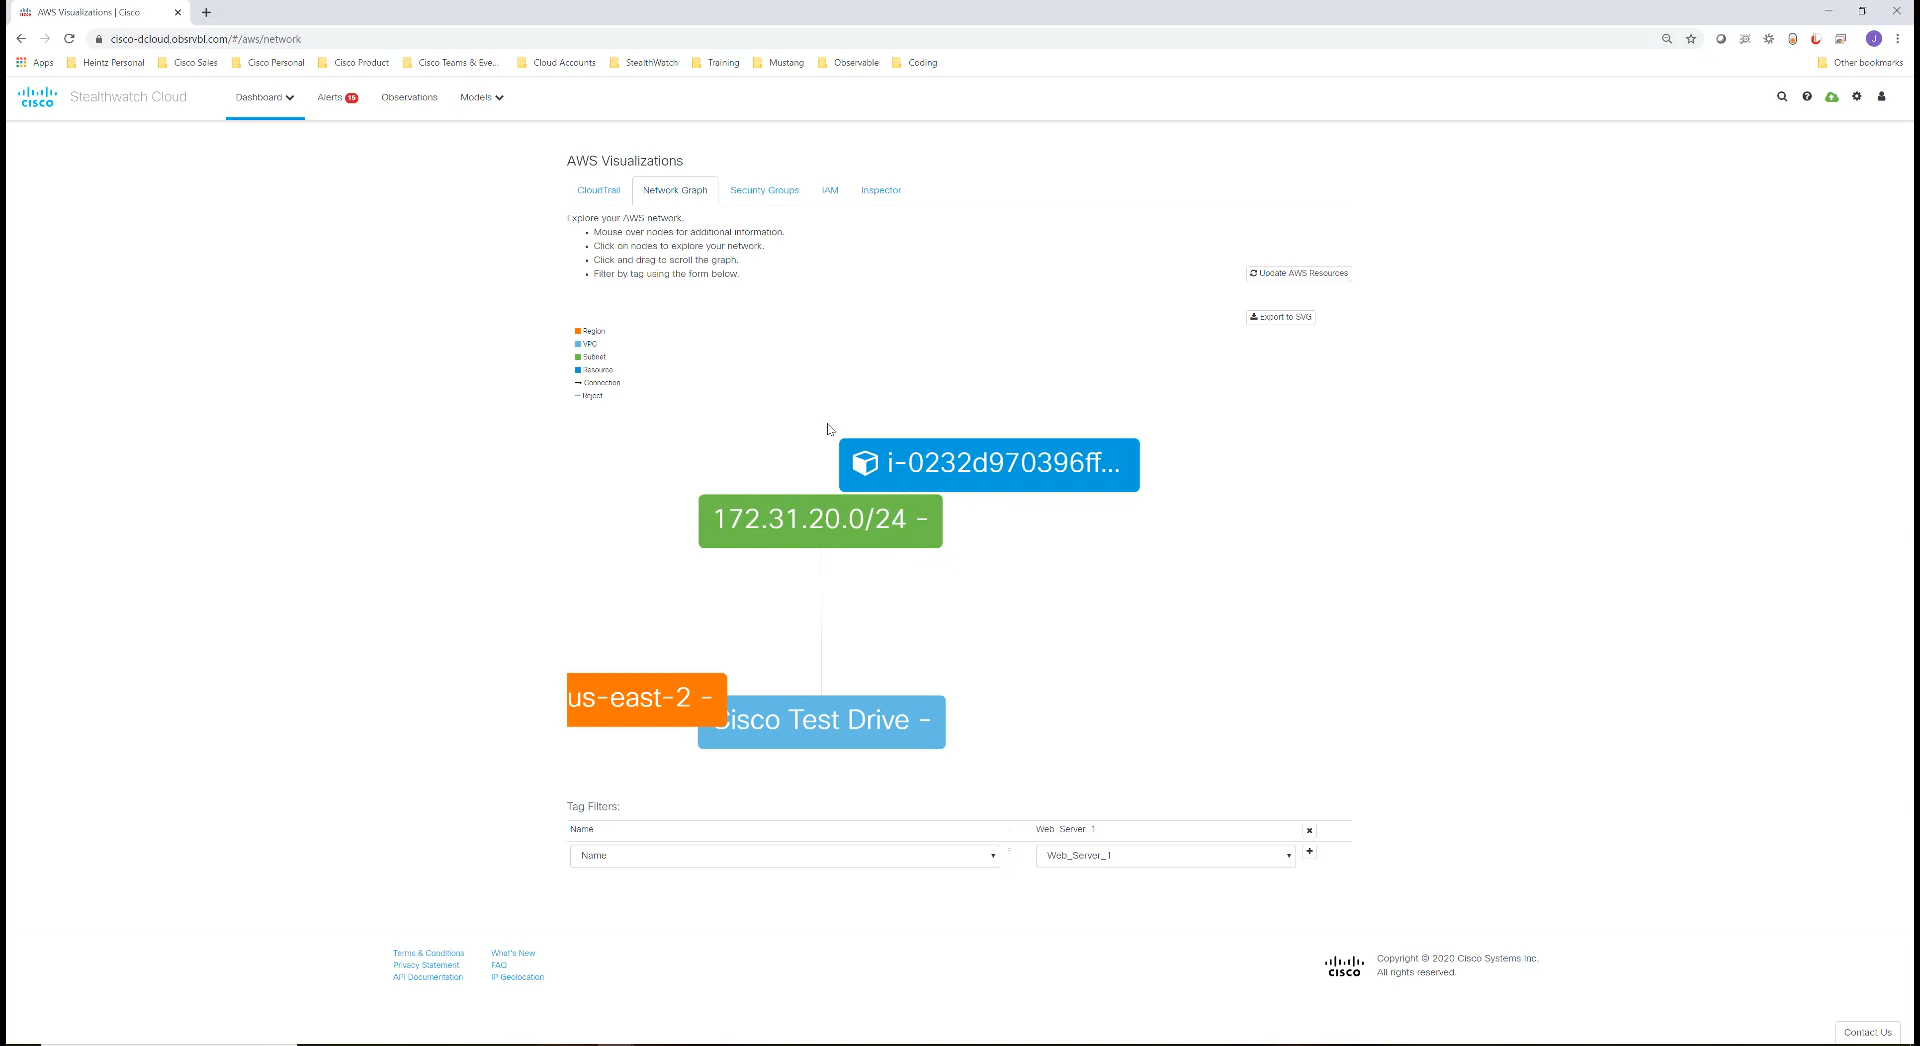 AWS Visualizations | Cisco
cisco-dcloud.obsrvbl.com/#/aws/network
Apps Heintz Personal Cisco Sales Cisco Personal Cisco Product Cisco Teams & Eve... Cloud Accounts StealthWatch Training Mustang Observable Coding Other bookmarks
J
CISCO Stealthwatch Cloud Dashboard Alerts 15 Observations Models
AWS Visualizations
CloudTrail Network Graph Security Groups IAM Inspector
Explore your AWS network.
• Mouse over nodes for additional information.
• Click on nodes to explore your network.
• Click and drag to scroll the graph.
• Filter by tag using the form below.
Update AWS Resources
Export to SVG
Region
VPC
Subnet
Resource
Connection
Reject
i-0232d970396ff...
172.31.20.0/24 -
us-east-2 -
Cisco Test Drive -
Tag Filters:
Name Web_Server_1
Name = Web_Server_1
Terms & Conditions What's New
Privacy Statement FAQ
API Documentation IP Geolocation
CISCO
Copyright © 2020 Cisco Systems Inc.
All rights reserved.
Contact Us